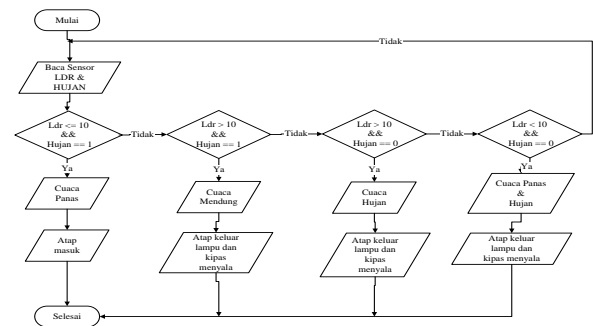 Mulai
Tidak
Baca Sensor
LDR &
HUJAN
Ldr <= 10
&&
Hujan == 1
Tidak
Ldr > 10
&&
Hujan == 1
Tidak
Ldr > 10
&&
Hujan == 0
Tidak
Ldr < 10
&&
Hujan == 0
Ya
Ya
Ya
Ya
Cuaca
Panas
Cuaca
Mendung
Cuaca
Hujan
Cuaca Panas
&
Hujan
Atap
masuk
Atap keluar
lampu dan
kipas
menyala
Atap keluar
lampu dan
kipas
menyala
Atap keluar
lampu dan
kipas menyala
Selesai